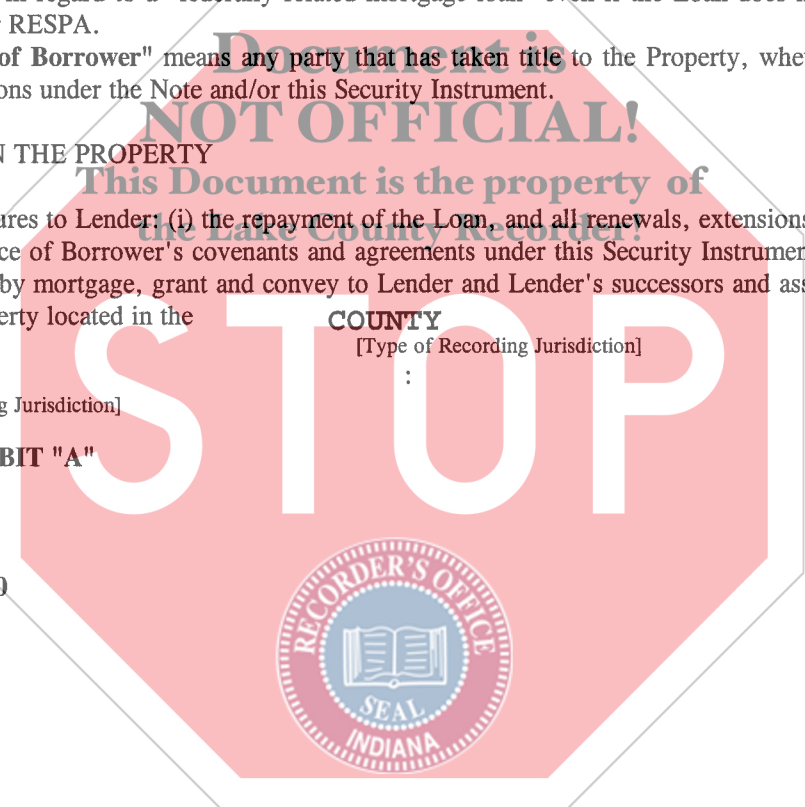 in regard to a "federally related mortgage loan" even if the Loan does
RESPA.
of Borrower" means any party that has taken title to the Property,
ons under the Note and/or this Security Instrument.
THE PROPERTY
ures to Lender: (i) the repayment of the Loan, and all renewals, extensions
ce of Borrower's covenants and agreements under this Security Instrumen
by mortgage, grant and convey to Lender and Lender's successors and ass
erty located in the COUNTY
[Type of Recording Jurisdiction]
:
g Jurisdiction]
BIT "A"
Document is
NOT OFFICIAL!
This Document is the property of
the Lake County Recorder!
STOP
RECORDER'S OFFICE
SEAL
INDIANA